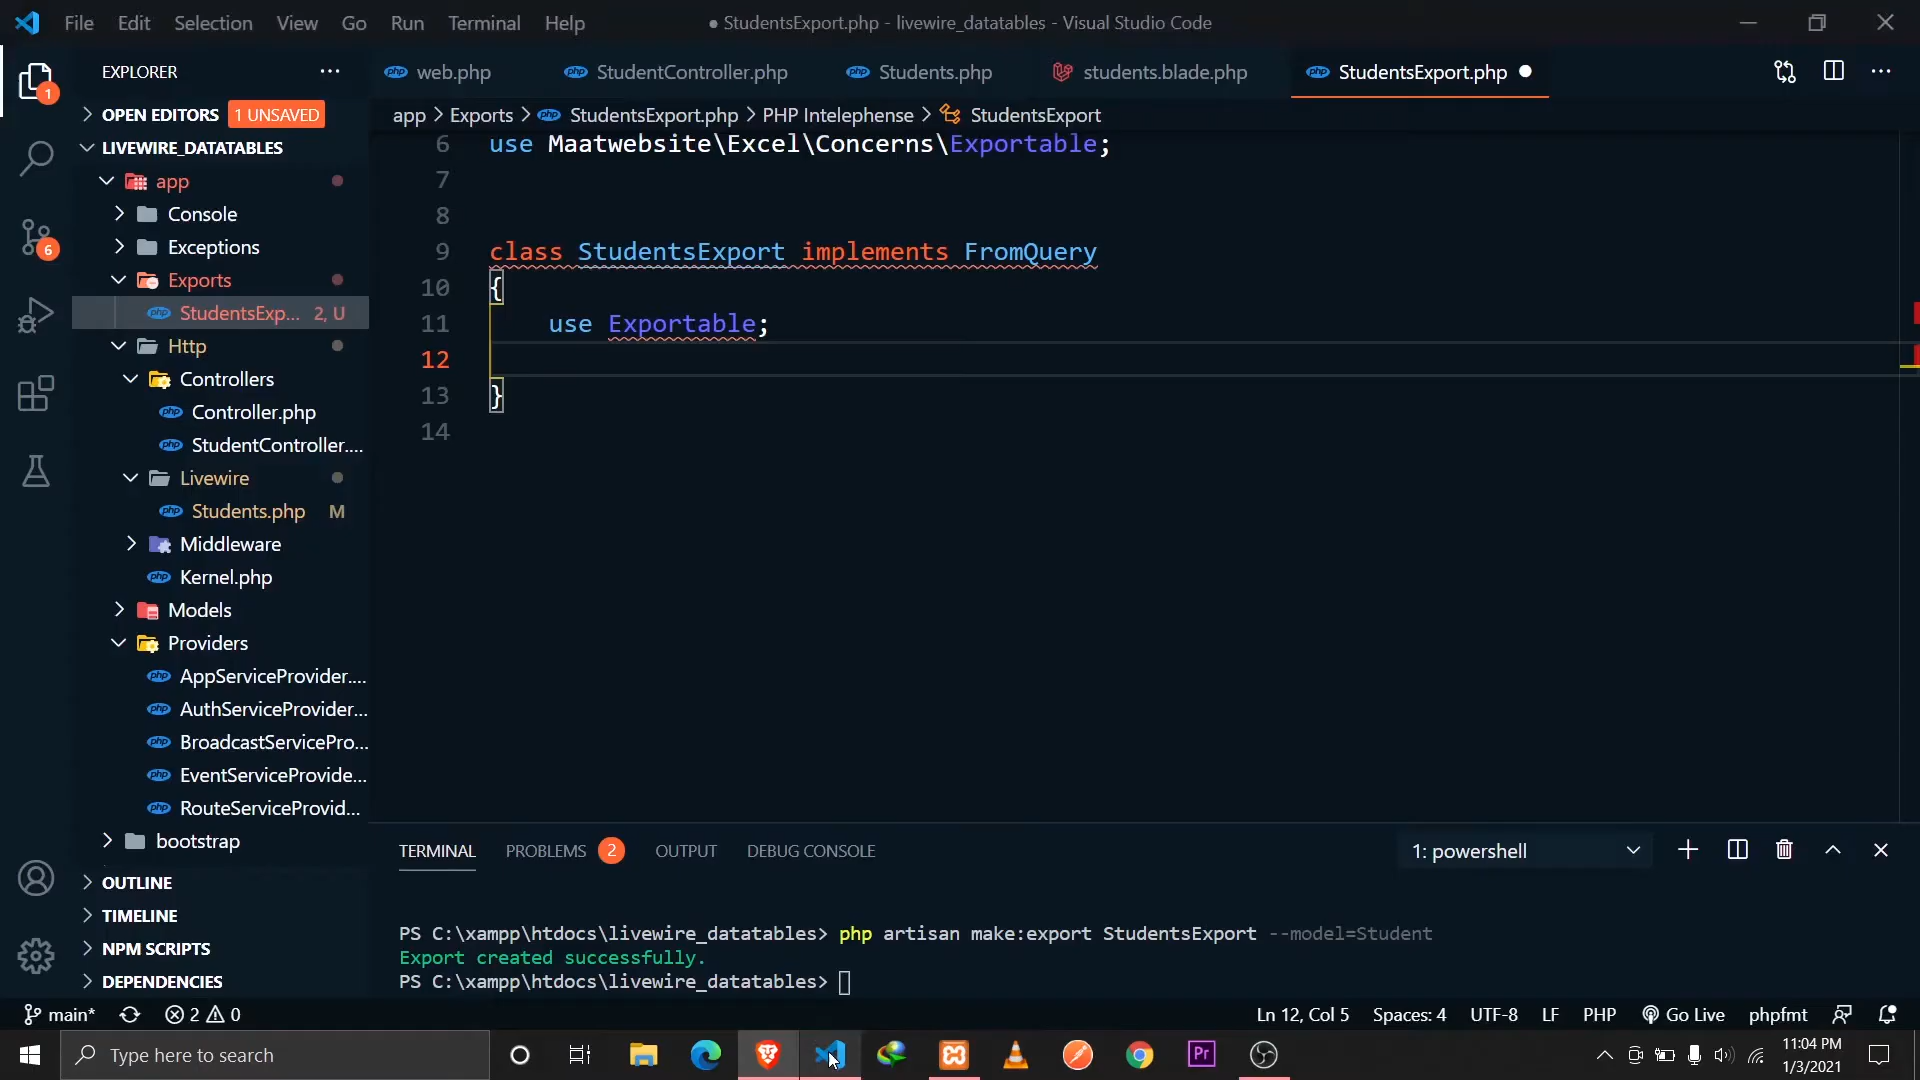 File Edit Selection View Go Run Terminal Help
● StudentsExport.php - livewire_datatables - Visual Studio Code
EXPLORER
web.php StudentController.php Students.php students.blade.php StudentsExport.php
OPEN EDITORS 1 UNSAVED
app > Exports > StudentsExport.php > PHP Intelephense > StudentsExport
LIVEWIRE_DATATABLES
app
Console
Exceptions
Exports
StudentsExp... 2, U
Http
Controllers
Controller.php
StudentController....
Livewire
Students.php M
Middleware
Kernel.php
Models
Providers
AppServiceProvider....
AuthServiceProvider...
BroadcastServicePro...
EventServiceProvide...
RouteServiceProvid...
bootstrap
OUTLINE
TIMELINE
NPM SCRIPTS
DEPENDENCIES
1
6
6 use Maatwebsite\Excel\Concerns\Exportable;
7
8
9 class StudentsExport implements FromQuery
10 {
11 use Exportable;
12
13 }
14
TERMINAL PROBLEMS 2 OUTPUT DEBUG CONSOLE 1: powershell
PS C:\xampp\htdocs\livewire_datatables> php artisan make:export StudentsExport --model=Student
Export created successfully.
PS C:\xampp\htdocs\livewire_datatables>
main* 2 0 Ln 12, Col 5 Spaces: 4 UTF-8 LF PHP Go Live phpfmt
Type here to search
Pr
11:04 PM
1/3/2021